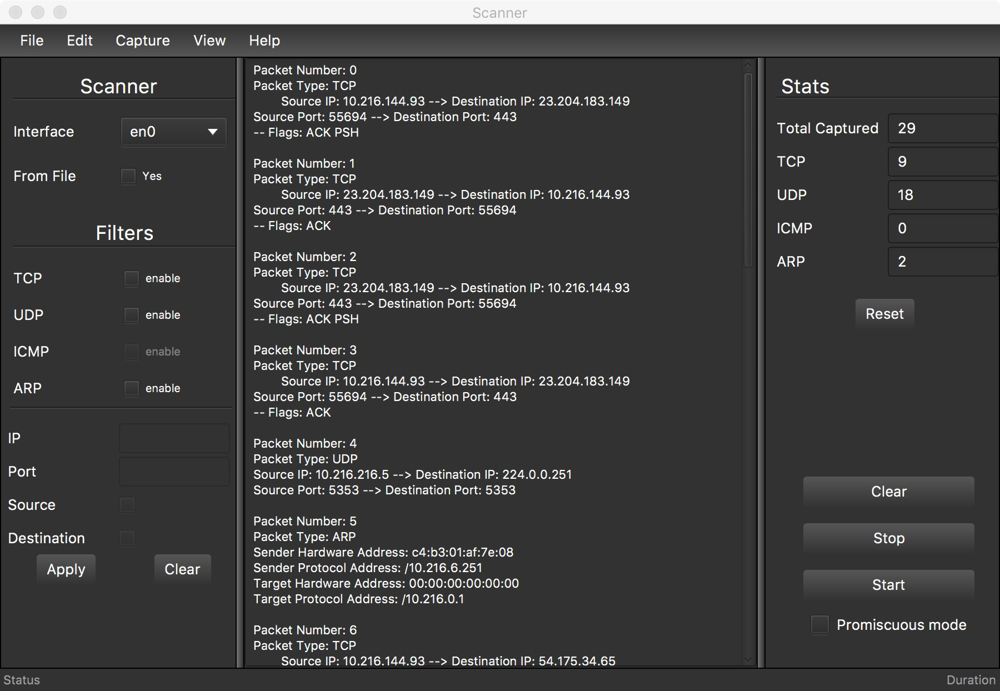 Scanner
File Edit Capture View Help
Scanner
Interface en0
From File Yes
Filters
TCP enable
UDP enable
ICMP enable
ARP enable
IP
Port
Source
Destination
Apply Clear
Packet Number: 0
Packet Type: TCP
Source IP: 10.216.144.93 --> Destination IP: 23.204.183.149
Source Port: 55694 --> Destination Port: 443
-- Flags: ACK PSH
Packet Number: 1
Packet Type: TCP
Source IP: 23.204.183.149 --> Destination IP: 10.216.144.93
Source Port: 443 --> Destination Port: 55694
-- Flags: ACK
Packet Number: 2
Packet Type: TCP
Source IP: 23.204.183.149 --> Destination IP: 10.216.144.93
Source Port: 443 --> Destination Port: 55694
-- Flags: ACK PSH
Packet Number: 3
Packet Type: TCP
Source IP: 10.216.144.93 --> Destination IP: 23.204.183.149
Source Port: 55694 --> Destination Port: 443
-- Flags: ACK
Packet Number: 4
Packet Type: UDP
Source IP: 10.216.216.5 --> Destination IP: 224.0.0.251
Source Port: 5353 --> Destination Port: 5353
Packet Number: 5
Packet Type: ARP
Sender Hardware Address: c4:b3:01:af:7e:08
Sender Protocol Address: /10.216.6.251
Target Hardware Address: 00:00:00:00:00:00
Target Protocol Address: /10.216.0.1
Packet Number: 6
Packet Type: TCP
Source IP: 10.216.144.93 --> Destination IP: 54.175.34.65
Stats
Total Captured 29
TCP 9
UDP 18
ICMP 0
ARP 2
Reset
Clear
Stop
Start
Promiscuous mode
Status Duration